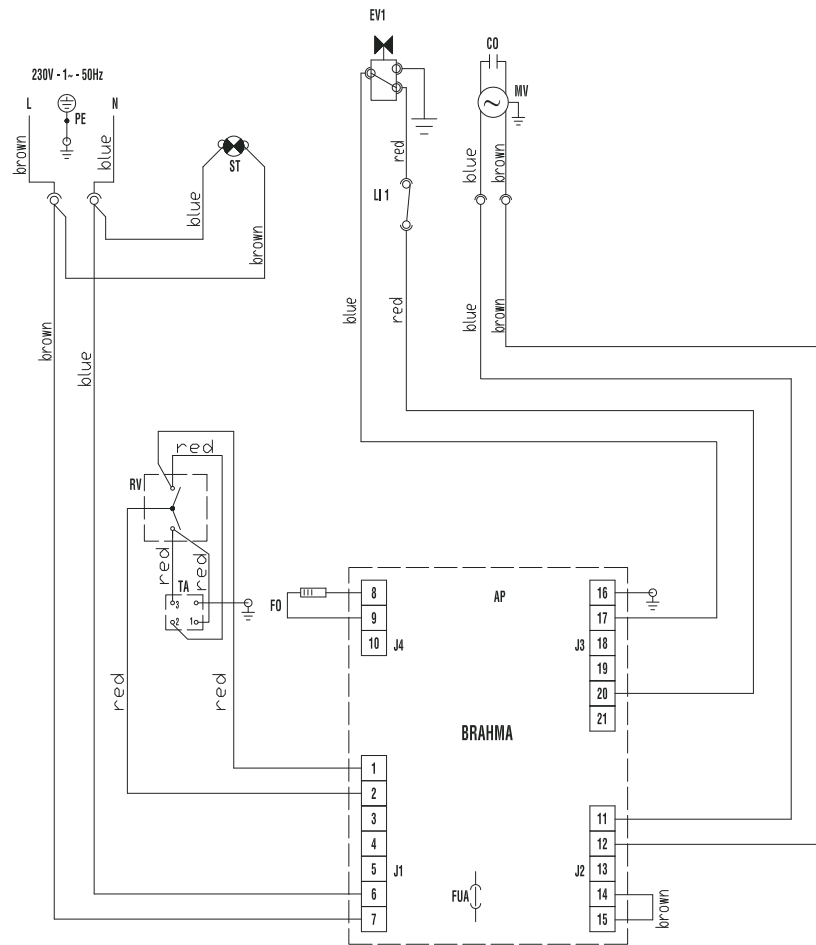 EV1
CO
230V - 1~ - 50Hz
L
PE
N
MV
brown
blue
ST
red
blue
brown
LI 1
blue
brown
blue
red
blue
brown
brown
blue
red
RV
red
red
TA
3
2
1
red
red
FO
8
9
10
J4
AP
16
17
18
19
20
21
J3
BRAHMA
1
2
3
4
5
6
7
J1
FUA
11
12
13
14
15
J2
brown